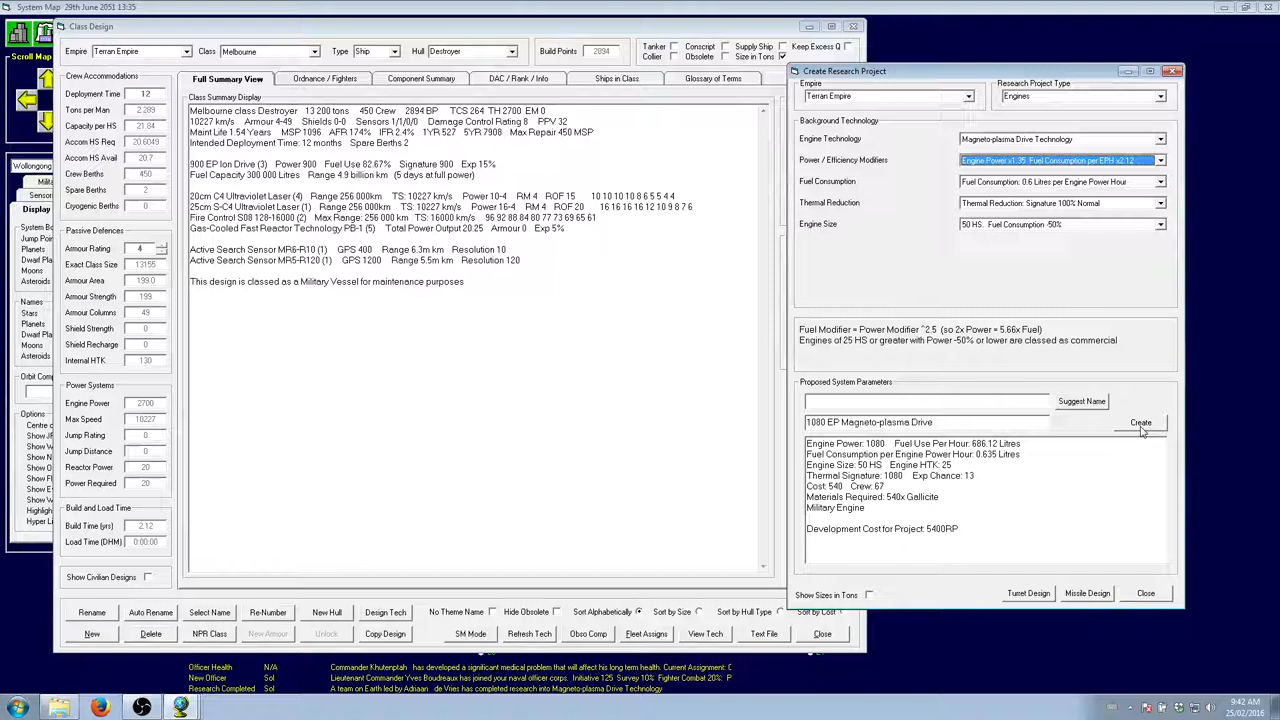 System Map 29th June 2051 13:35
Scroll Map
Class Design
Empire
Terran Empire
Class
Melbourne
Type
Ship
Hull
Destroyer
Build Points
2894
Tanker
Conscript
Supply Ship
Keep Excess Q
Collier
Obsolete
Size in Tons
Crew Accommodations
Deployment Time
12
Tons per Man
2.289
Capacity per HS
21.84
Accom HS Req
20.6049
Accom HS Avail
20.7
Crew Berths
450
Spare Berths
2
Cryogenic Berths
0
Passive Defences
Armour Rating
4
Exact Class Size
13155
Armour Area
199.0
Armour Strength
199
Armour Columns
49
Shield Strength
0
Shield Recharge
0
Internal HTK
130
Power Systems
Engine Power
2700
Max Speed
10227
Jump Rating
0
Jump Distance
0
Reactor Power
20
Power Required
20
Build and Load Time
Build Time (yrs)
2.12
Load Time (DHM)
0:00:00
Show Civilian Designs
Full Summary View
Ordnance / Fighters
Component Summary
DAC / Rank / Info
Ships in Class
Glossary of Terms
Class Summary Display
Melbourne class Destroyer 13 200 tons 450 Crew 2894 BP TCS 264 TH 2700 EM 0
10227 km/s Armour 4-49 Shields 0-0 Sensors 1/1/0/0 Damage Control Rating 8 PPV 32
Maint Life 1.54 Years MSP 1096 AFR 174% IFR 2.4% 1YR 527 5YR 7908 Max Repair 450 MSP
Intended Deployment Time: 12 months Spare Berths 2
900 EP Ion Drive (3) Power 900 Fuel Use 82.67% Signature 900 Exp 15%
Fuel Capacity 300 000 Litres Range 4.9 billion km (5 days at full power)
20cm C4 Ultraviolet Laser (4) Range 256 000km TS: 10227 km/s Power 10-4 RM 4 ROF 15 10 10 10 10 8 6 5 5 4 4
25cm S-C4 Ultraviolet Laser (1) Range 256 000km TS: 10227 km/s Power 16-4 RM 4 ROF 20 16 16 16 16 12 10 9 8 7 6
Fire Control S08 128-16000 (2) Max Range: 256 000 km TS: 16000 km/s 96 92 88 84 80 77 73 69 65 61
Gas-Cooled Fast Reactor Technology PB-1 (5) Total Power Output 20.25 Armour 0 Exp 5%
Active Search Sensor MR6-R10 (1) GPS 400 Range 6.3m km Resolution 10
Active Search Sensor MR5-R120 (1) GPS 1200 Range 5.5m km Resolution 120
This design is classed as a Military Vessel for maintenance purposes
Rename
Auto Rename
Select Name
Re-Number
New Hull
Design Tech
No Theme Name
Hide Obsolete
Sort Alphabetically
Sort by Size
Sort by Hull Type
Sort by Cost
New
Delete
NPR Class
New Armour
Unlock
Copy Design
SM Mode
Refresh Tech
Obso Comp
Fleet Assigns
View Tech
Text File
Close
Create Research Project
Empire
Terran Empire
Research Project Type
Engines
Background Technology
Engine Technology
Magneto-plasma Drive Technology
Power / Efficiency Modifiers
Engine Power x1.35 Fuel Consumption per EPH x2.12
Fuel Consumption
Fuel Consumption: 0.6 Litres per Engine Power Hour
Thermal Reduction
Thermal Reduction: Signature 100% Normal
Engine Size
50 HS. Fuel Consumption -50%
Fuel Modifier = Power Modifier ^2.5 (so 2x Power = 5.66x Fuel)
Engines of 25 HS or greater with Power -50% or lower are classed as commercial
Proposed System Parameters
Suggest Name
1080 EP Magneto-plasma Drive
Create
Engine Power: 1080 Fuel Use Per Hour: 686.12 Litres
Fuel Consumption per Engine Power Hour: 0.635 Litres
Engine Size: 50 HS Engine HTK: 25
Thermal Signature: 1080 Exp Chance: 13
Cost: 540 Crew: 67
Materials Required: 540x Gallicite
Military Engine
Development Cost for Project: 5400RP
Show Sizes in Tons
Turret Design
Missile Design
Close
Wollongong
Display
Jump Point
Planets
Dwarf Plan
Moons
Asteroids
Names
Stars
Planets
Dwarf Pla
Moons
Asteroids
Options
Officer Health
N/A
Commander Khutenptah has developed a significant medical problem that will affect his long term health. Current Assignment: D
New Officer
Sol
Lieutenant Commander Yves Boudreaux has joined your naval officer corps. Initiative 125 Survey 10% Fighter Combat 20%: P
Research Completed
Sol
A team on Earth led by Adriaan de Vries has completed research into Magneto-plasma Drive Technology
9:42 AM
25/02/2016